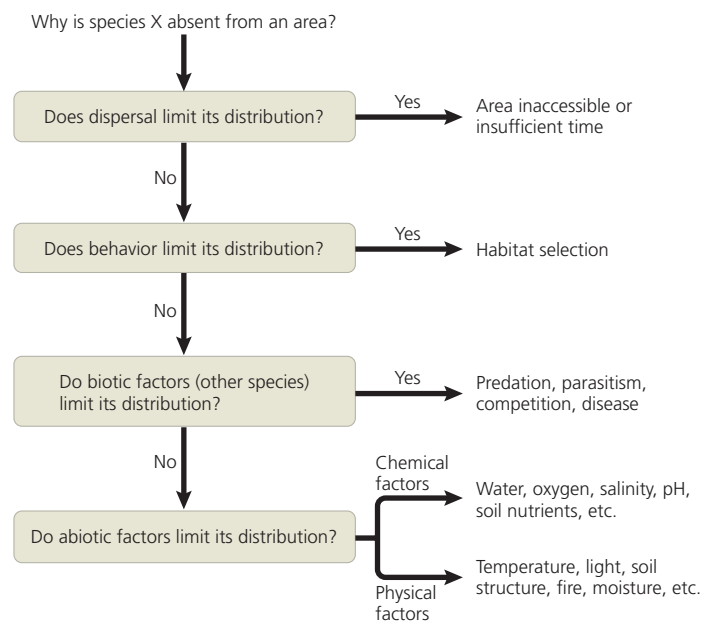 Why is species X absent from an area?
Does dispersal limit its distribution?
Yes
Area inaccessible or
insufficient time
No
Does behavior limit its distribution?
Yes
Habitat selection
No
Do biotic factors (other species)
limit its distribution?
Yes
Predation, parasitism,
competition, disease
No
Do abiotic factors limit its distribution?
Chemical
factors
Water, oxygen, salinity, pH,
soil nutrients, etc.
Physical
factors
Temperature, light, soil
structure, fire, moisture, etc.